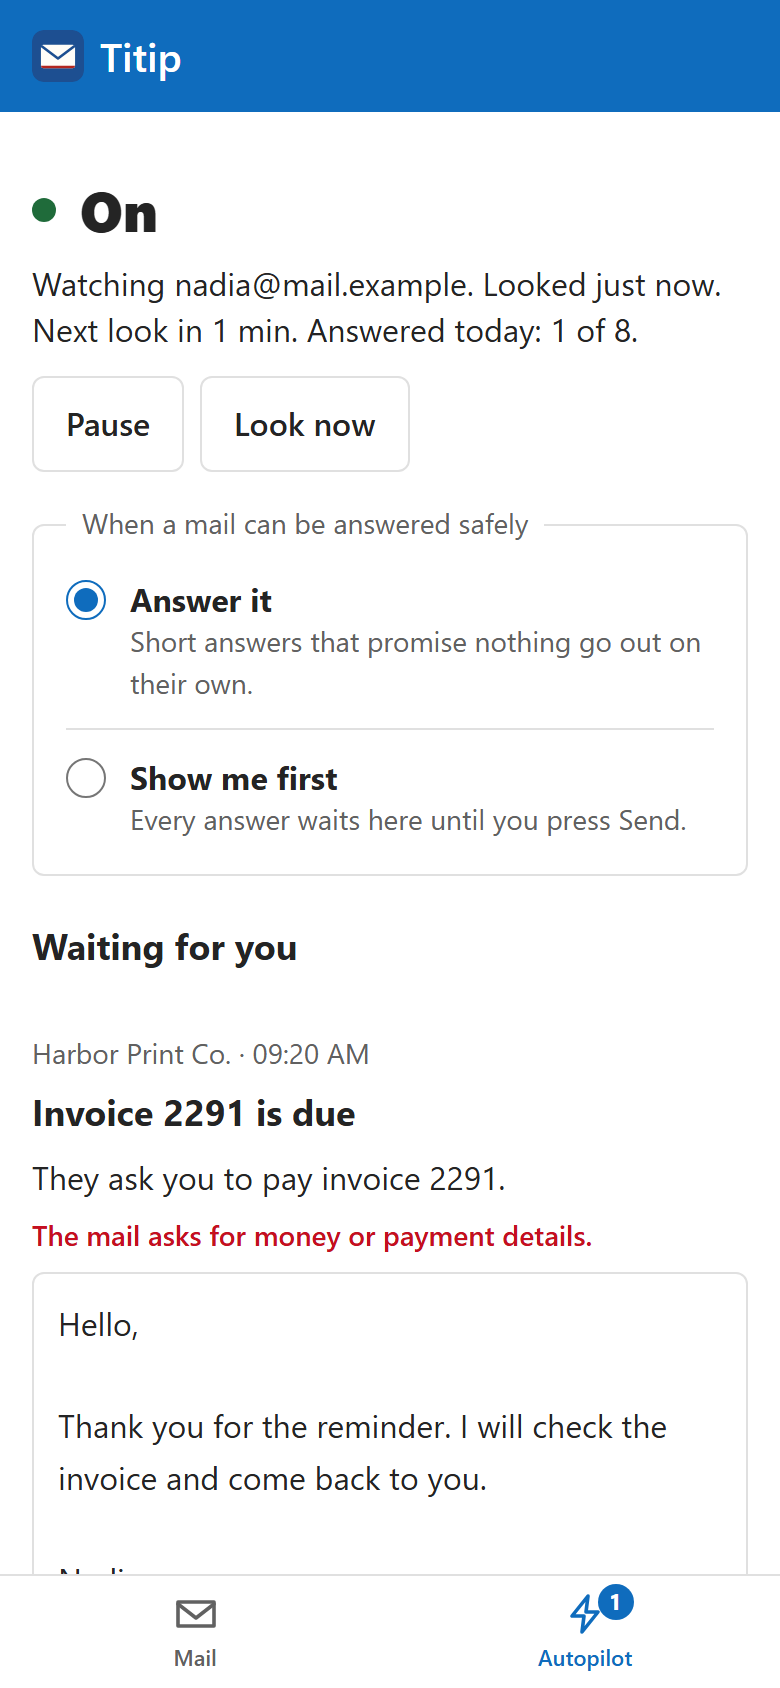 Titip
On
Watching nadia@mail.example. Looked just now.
Next look in 1 min. Answered today: 1 of 8.
Pause
Look now
When a mail can be answered safely
Answer it
Short answers that promise nothing go out on
their own.
Show me first
Every answer waits here until you press Send.
Waiting for you
Harbor Print Co. · 09:20 AM
Invoice 2291 is due
They ask you to pay invoice 2291.
The mail asks for money or payment details.
Hello,
Thank you for the reminder. I will check the
invoice and come back to you.
1
Mail
Autopilot